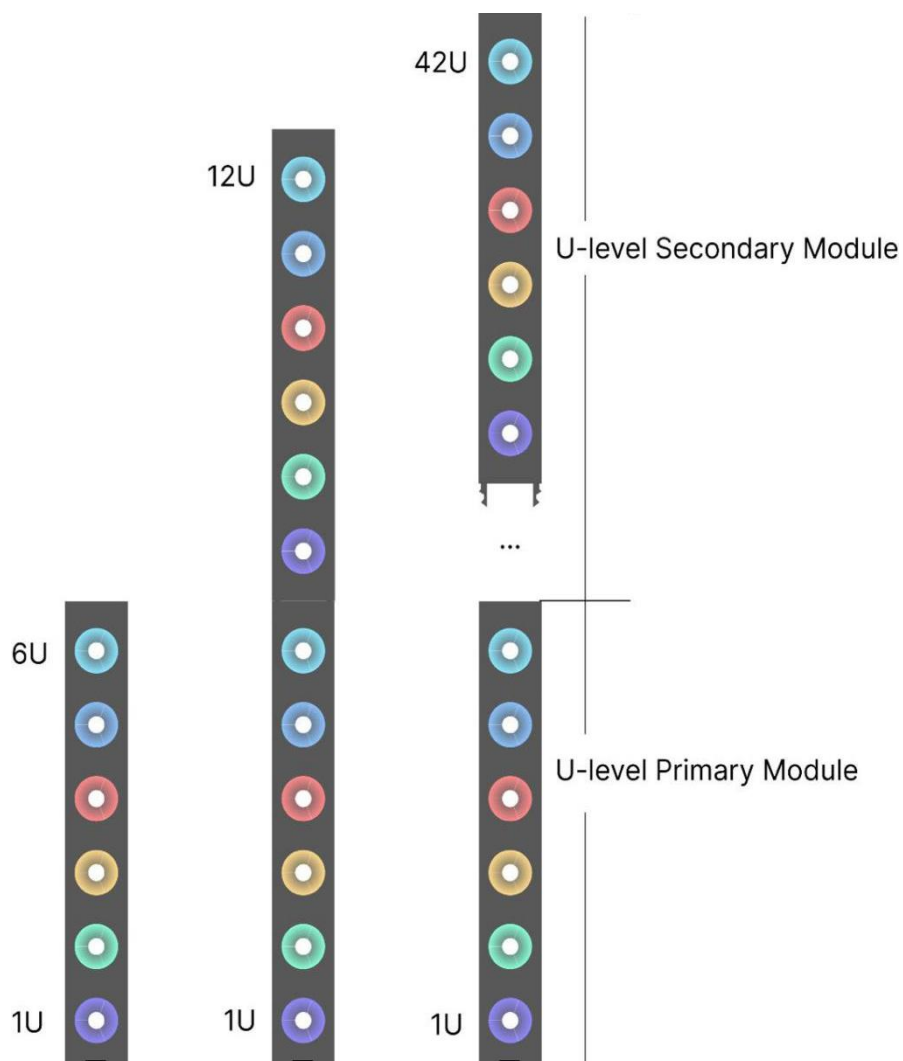 42U
12U
U-level Secondary Module
...
6U
U-level Primary Module
1U
1U
1U